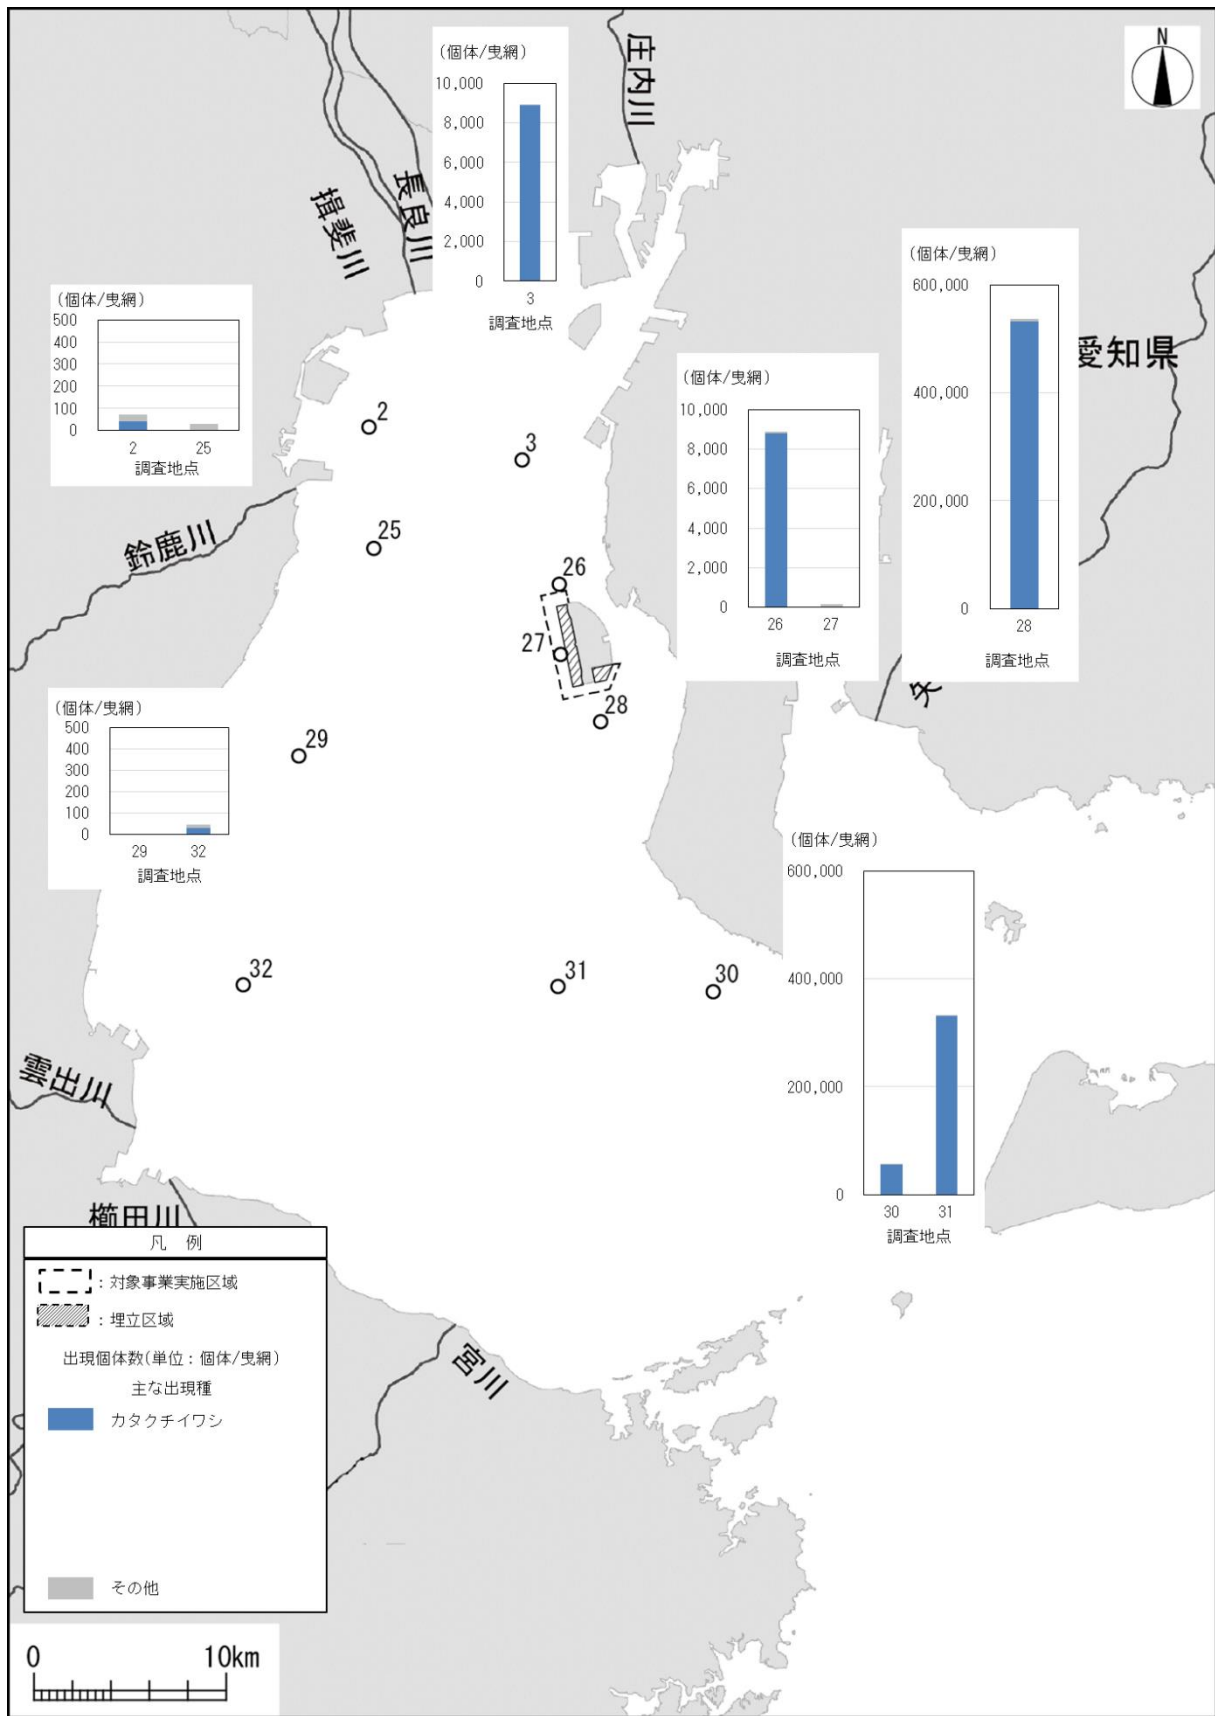 N
庄内川
長良川
揖斐川
愛知県
鈴鹿川
雲出川
櫛田川
宮川
(個体/曳網)
10,000
8,000
6,000
4,000
2,000
0
3
調査地点
(個体/曳網)
500
400
300
200
100
0
2 25
調査地点
(個体/曳網)
10,000
8,000
6,000
4,000
2,000
0
26 27
調査地点
(個体/曳網)
600,000
400,000
200,000
0
28
調査地点
(個体/曳網)
500
400
300
200
100
0
29 32
調査地点
(個体/曳網)
600,000
400,000
200,000
0
30 31
調査地点
2
3
25
26
27
28
29
32
31
30
凡 例
:対象事業実施区域
:埋立区域
出現個体数(単位:個体/曳網)
主な出現種
カタクチイワシ
その他
0 10km